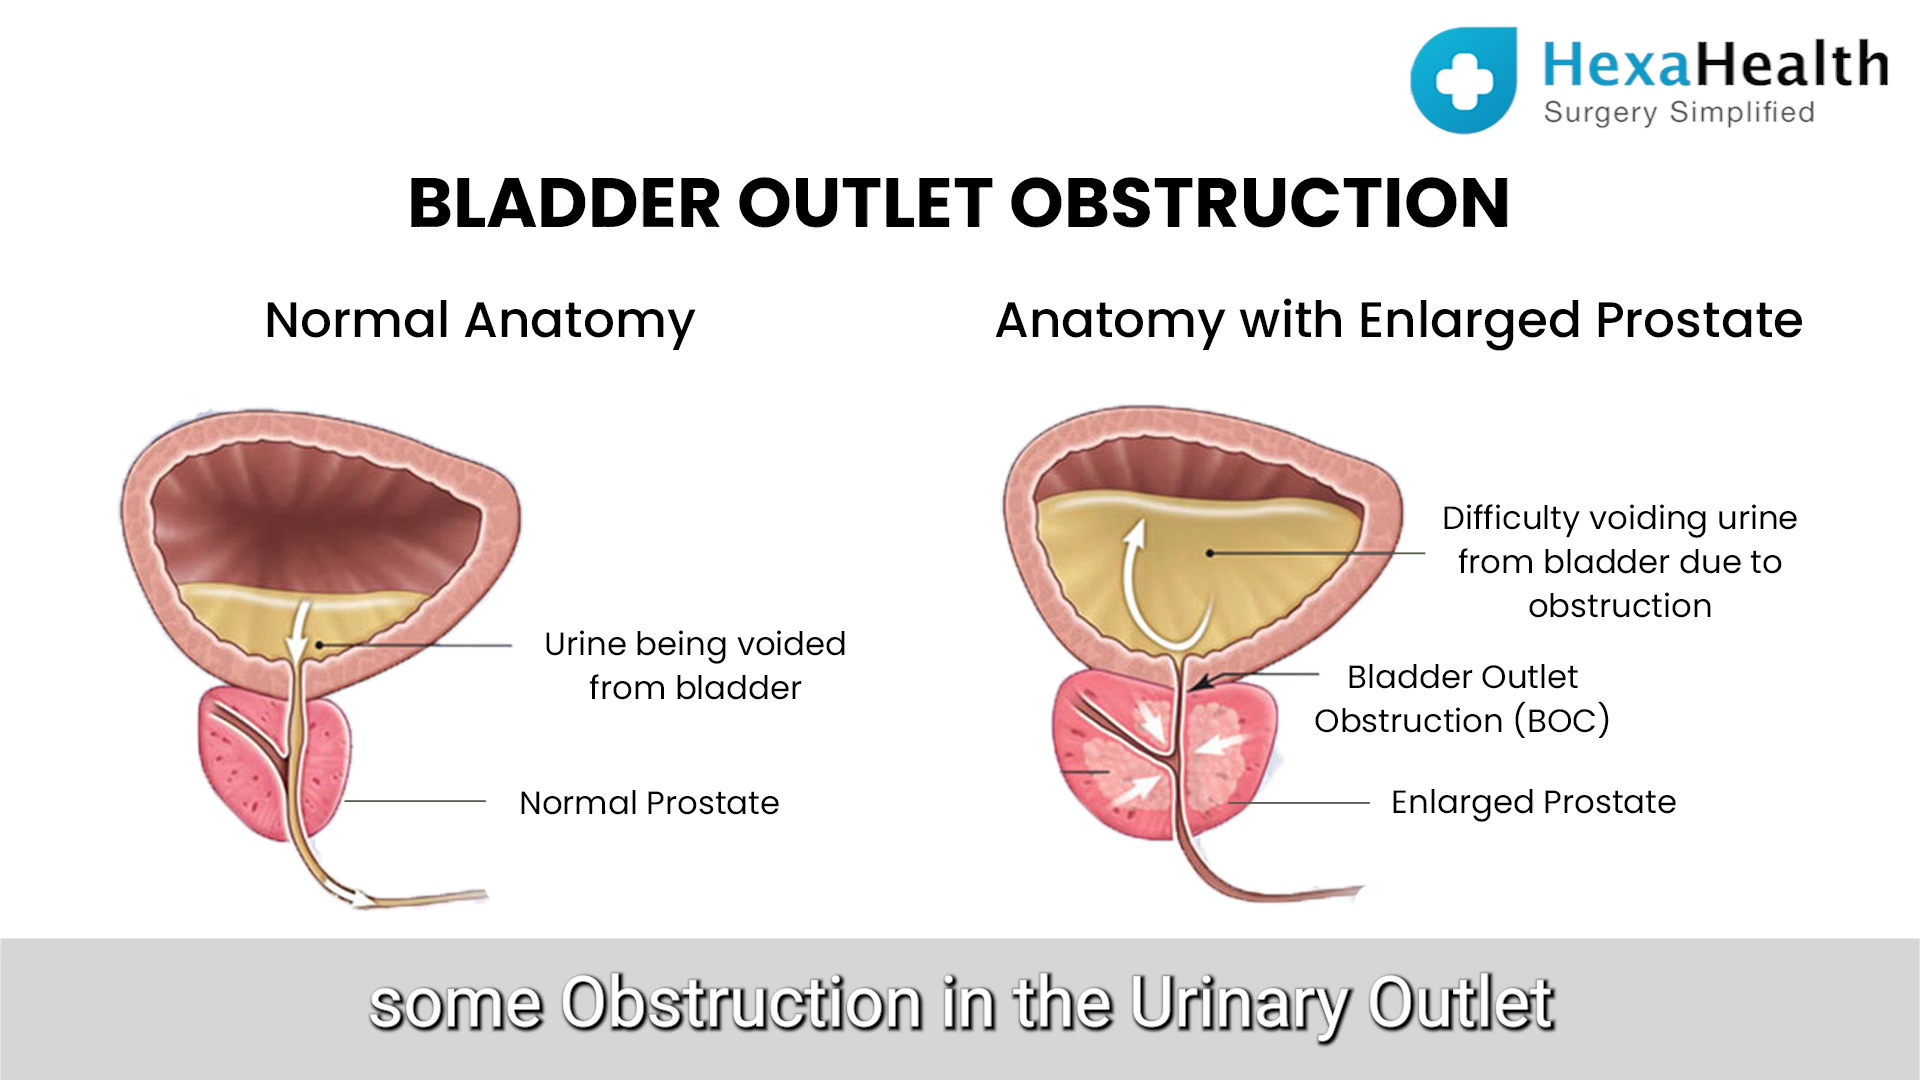 HexaHealth
Surgery Simplified
BLADDER OUTLET OBSTRUCTION
Normal Anatomy
Anatomy with Enlarged Prostate
Urine being voided
from bladder
Normal Prostate
Difficulty voiding urine
from bladder due to
obstruction
Bladder Outlet
Obstruction (BOC)
Enlarged Prostate
some Obstruction in the Urinary Outlet